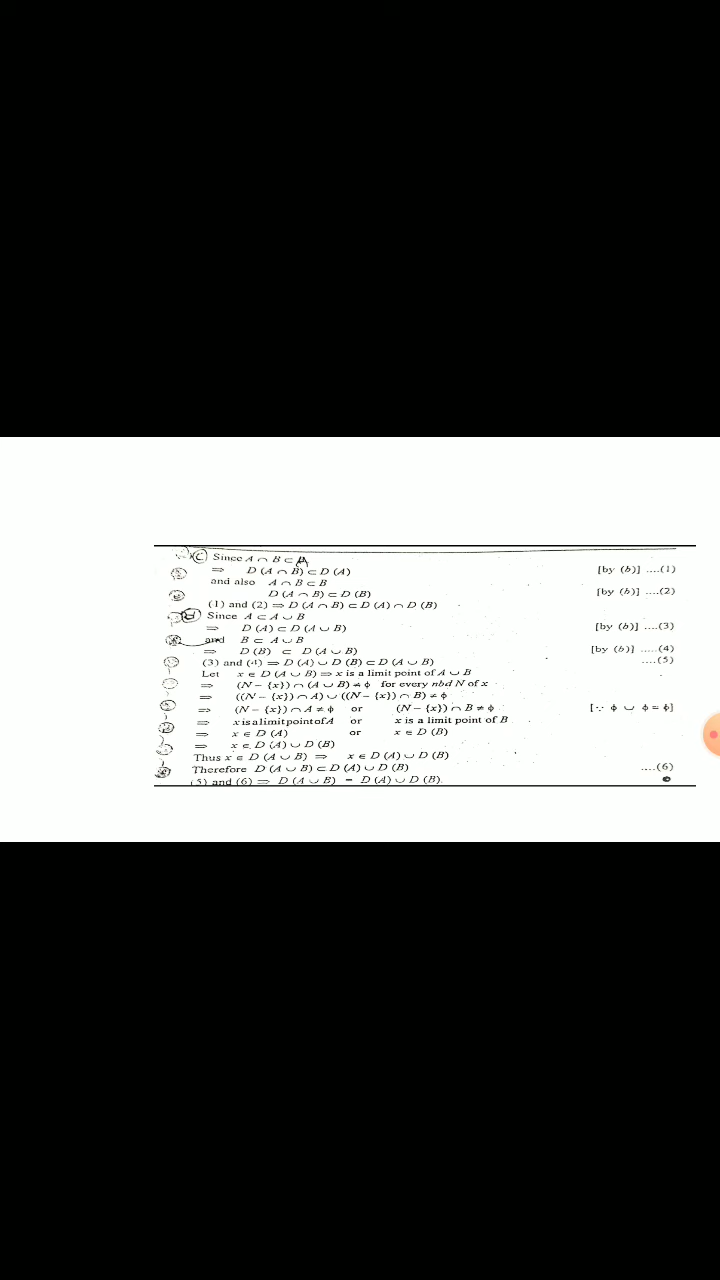 (C) Since A ∩ B ⊂ A
⇒ D (A ∩ B) ⊂ D (A) [by (b)] ....(1)
and also A ∩ B ⊂ B
D (A ∩ B) ⊂ D (B) [by (b)] ....(2)
(1) and (2) ⇒ D (A ∩ B) ⊂ D (A) ∩ D (B)
(d) Since A ⊂ A ∪ B
⇒ D (A) ⊂ D (A ∪ B) [by (b)] ....(3)
and B ⊂ A ∪ B
⇒ D (B) ⊂ D (A ∪ B) [by (b)] .....(4)
(3) and (4) ⇒ D (A) ∪ D (B) ⊂ D (A ∪ B) ....(5)
Let x ∈ D (A ∪ B) ⇒ x is a limit point of A ∪ B
⇒ (N – {x}) ∩ (A ∪ B) ≠ ϕ for every nbd N of x
⇒ ((N – {x}) ∩ A) ∪ ((N – {x}) ∩ B) ≠ ϕ
⇒ (N – {x}) ∩ A ≠ ϕ or (N – {x}) ∩ B ≠ ϕ [∵ ϕ ∪ ϕ = ϕ]
⇒ x is a limit point of A or x is a limit point of B
⇒ x ∈ D (A) or x ∈ D (B)
⇒ x ∈ D (A) ∪ D (B)
Thus x ∈ D (A ∪ B) ⇒ x ∈ D (A) ∪ D (B)
Therefore D (A ∪ B) ⊂ D (A) ∪ D (B) ....(6)
(5) and (6) ⇒ D (A ∪ B) = D (A) ∪ D (B).